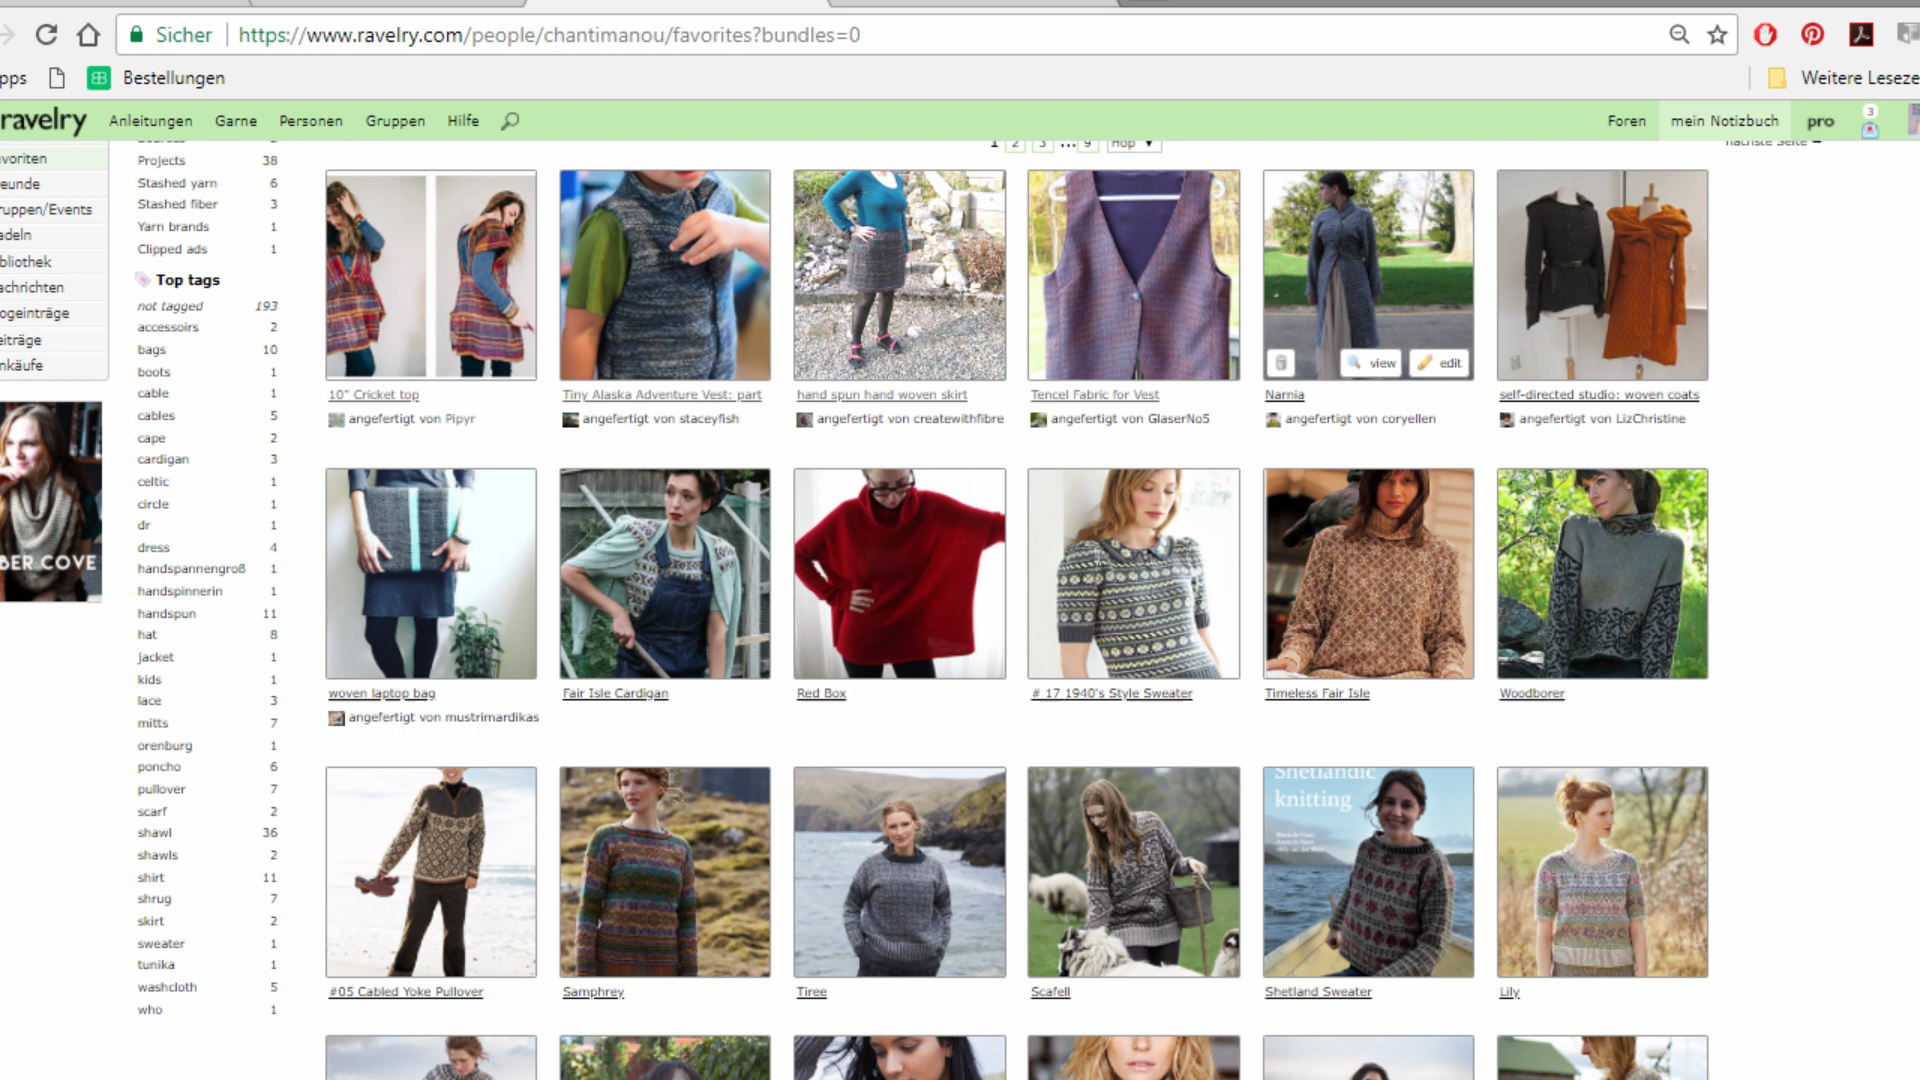 Sicher https://www.ravelry.com/people/chantimanou/favorites?bundles=0
pps Bestellungen Weitere Leseze
ravelry Anleitungen Garne Personen Gruppen Hilfe Foren mein Notizbuch pro 3
1 2 3 ... 9 Hop nächste Seite
avoriten
eunde
ruppen/Events
adeln
bliothek
achrichten
ogeinträge
eiträge
nkäufe
BER COVE
Projects 38
Stashed yarn 6
Stashed fiber 3
Yarn brands 1
Clipped ads 1
Top tags
not tagged 193
accessoirs 2
bags 10
boots 1
cable 1
cables 5
cape 2
cardigan 3
celtic 1
circle 1
dr 1
dress 4
handspannengroß 1
handspinnerin 1
handspun 11
hat 8
jacket 1
kids 1
lace 3
mitts 7
orenburg 1
poncho 6
pullover 7
scarf 2
shawl 36
shawls 2
shirt 11
shrug 7
skirt 2
sweater 1
tunika 1
washcloth 5
who 1
view edit
10" Cricket top
angefertigt von Pipyr
Tiny Alaska Adventure Vest: part
angefertigt von staceyfish
hand spun hand woven skirt
angefertigt von createwithfibre
Tencel Fabric for Vest
angefertigt von GlaserNo5
Narnia
angefertigt von coryellen
self-directed studio: woven coats
angefertigt von LizChristine
woven laptop bag
angefertigt von mustrimardikas
Fair Isle Cardigan
Red Box
# 17 1940's Style Sweater
Timeless Fair Isle
Woodborer
Shetlandic
knitting
#05 Cabled Yoke Pullover
Samphrey
Tiree
Scafell
Shetland Sweater
Lily